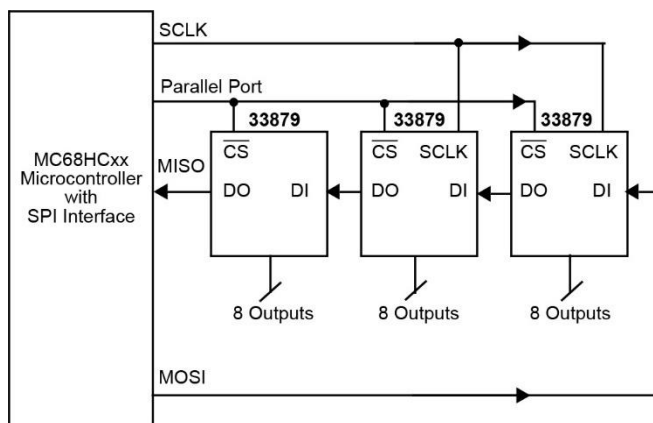 SCLK
Parallel Port
33879
33879
33879
CS
CS SCLK
CS SCLK
MC68HCxx
Microcontroller
with
SPI Interface
MISO
DO DI
DO DI
DO DI
8 Outputs
8 Outputs
8 Outputs
MOSI